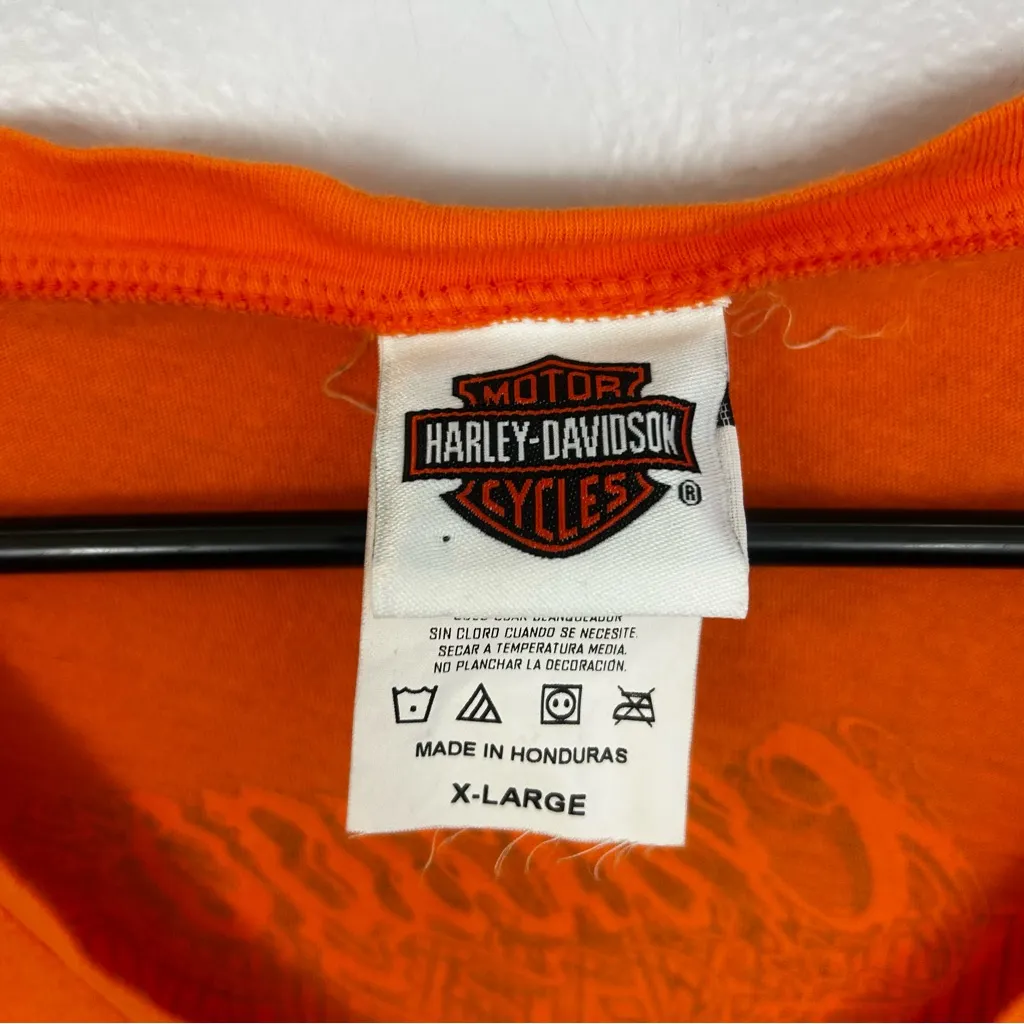 MOTOR
HARLEY-DAVIDSON
CYCLES
®
SIN CLORO CUANDO SE NECESITE.
SECAR A TEMPERATURA MEDIA.
NO PLANCHAR LA DECORACIÓN.
MADE IN HONDURAS
X-LARGE